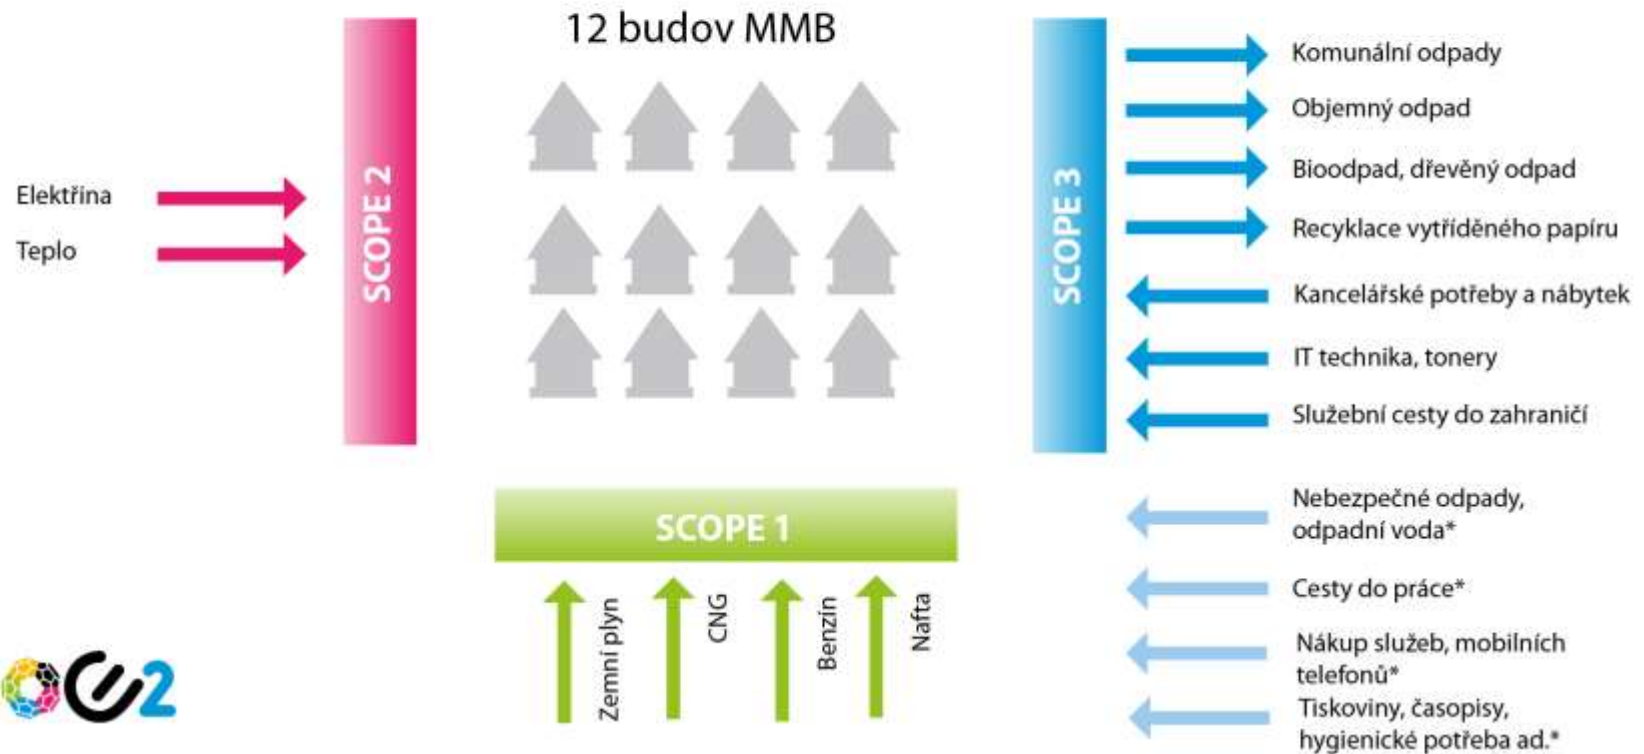 12 budov MMB
Elektřina
Teplo
SCOPE 2
SCOPE 3
Komunální odpady
Objemný odpad
Bioodpad, dřevěný odpad
Recyklace vytříděného papíru
Kancelářské potřeby a nábytek
IT technika, tonery
Služební cesty do zahraničí
Nebezpečné odpady,
odpadní voda*
Cesty do práce*
Nákup služeb, mobilních
telefonů*
Tiskoviny, časopisy,
hygienické potřeba ad.*
SCOPE 1
Zemní plyn
CNG
Benzín
Nafta